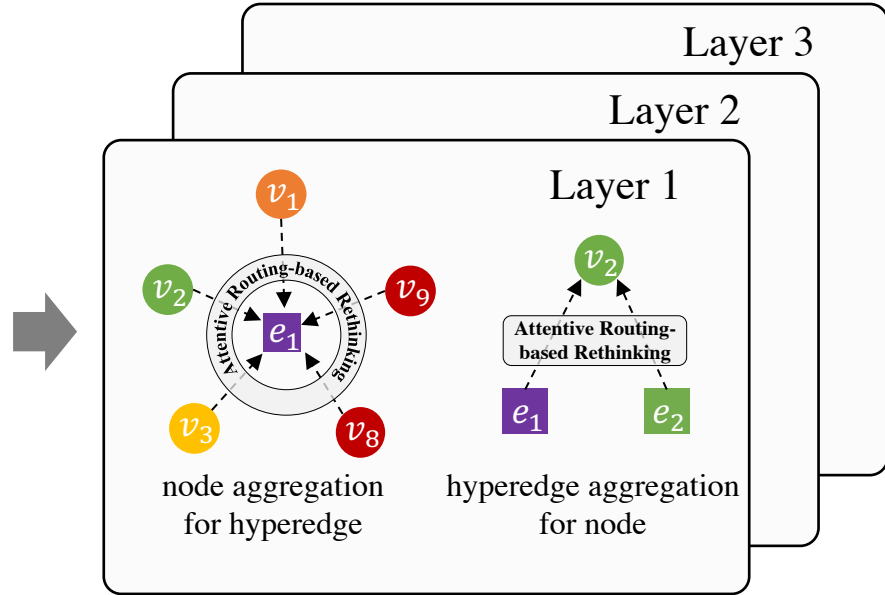 Layer 3
Layer 2
Layer 1
v₁
v₂
v₉
v₃
v₈
e₁
Attentive Routing-based Rethinking
node aggregation
for hyperedge
v₂
Attentive Routing-
based Rethinking
e₁
e₂
hyperedge aggregation
for node